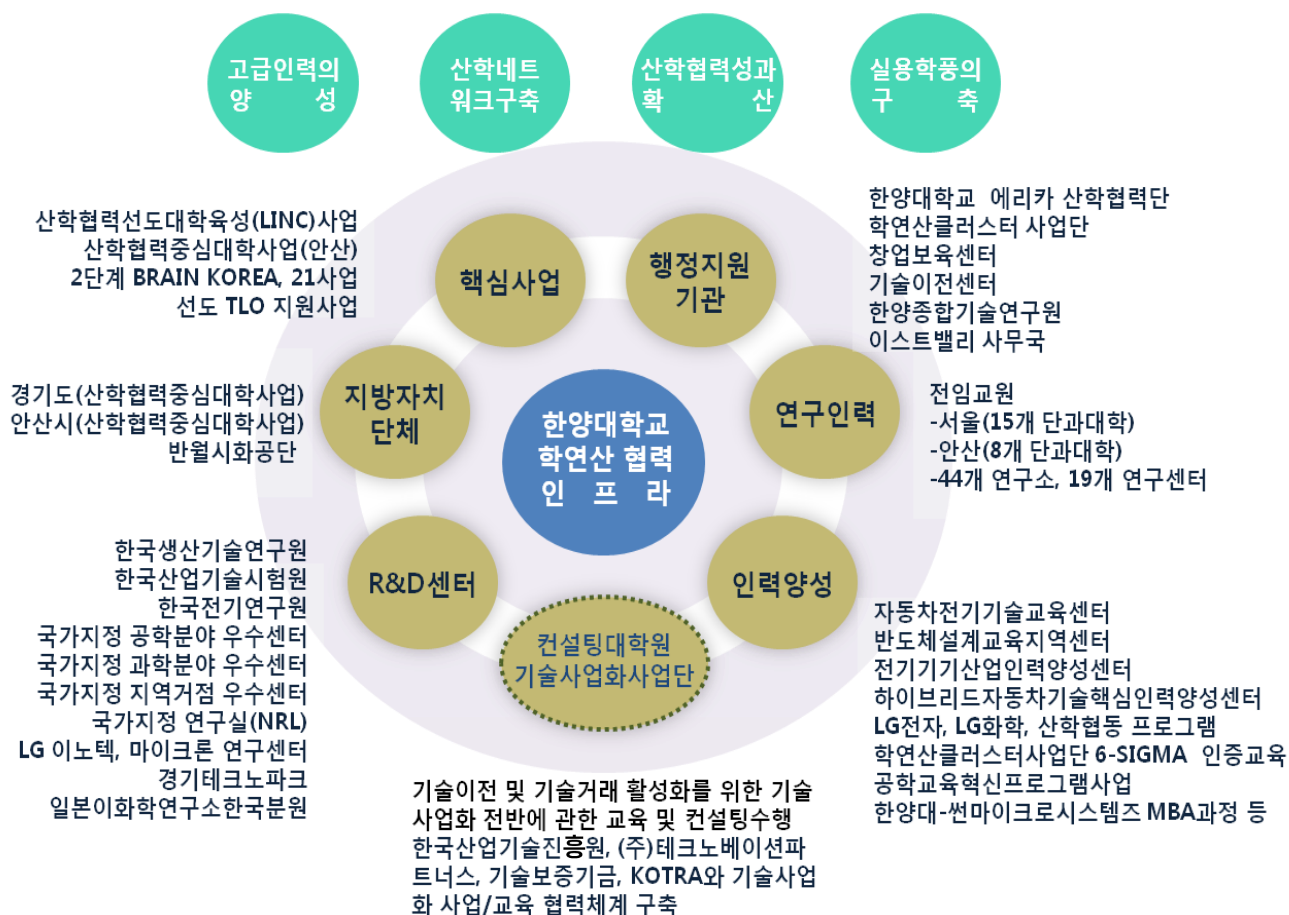 고급인력의
양 성
산학네트
워크구축
산학협력성과
확 산
실용학풍의
구 축
산학협력선도대학육성(LINC)사업
산학협력중심대학사업(안산)
2단계 BRAIN KOREA, 21사업
선도 TLO 지원사업
핵심사업
행정지원
기관
한양대학교 에리카 산학협력단
학연산클러스터 사업단
창업보육센터
기술이전센터
한양종합기술연구원
이스트밸리 사무국
경기도(산학협력중심대학사업)
안산시(산학협력중심대학사업)
반월시화공단
지방자치
단체
한양대학교
학연산 협력
인 프 라
연구인력
전임교원
-서울(15개 단과대학)
-안산(8개 단과대학)
-44개 연구소, 19개 연구센터
한국생산기술연구원
한국산업기술시험원
한국전기연구원
국가지정 공학분야 우수센터
국가지정 과학분야 우수센터
국가지정 지역거점 우수센터
국가지정 연구실(NRL)
LG 이노텍, 마이크론 연구센터
경기테크노파크
일본이화학연구소한국분원
R&D센터
컨설팅대학원
기술사업화사업단
인력양성
자동차전기기술교육센터
반도체설계교육지역센터
전기기기산업인력양성센터
하이브리드자동차기술핵심인력양성센터
LG전자, LG화학, 산학협동 프로그램
학연산클러스터사업단 6-SIGMA 인증교육
공학교육혁신프로그램사업
한양대-썬마이크로시스템즈 MBA과정 등
기술이전 및 기술거래 활성화를 위한 기술
사업화 전반에 관한 교육 및 컨설팅수행
한국산업기술진흥원, (주)테크노베이션파
트너스, 기술보증기금, KOTRA와 기술사업
화 사업/교육 협력체계 구축